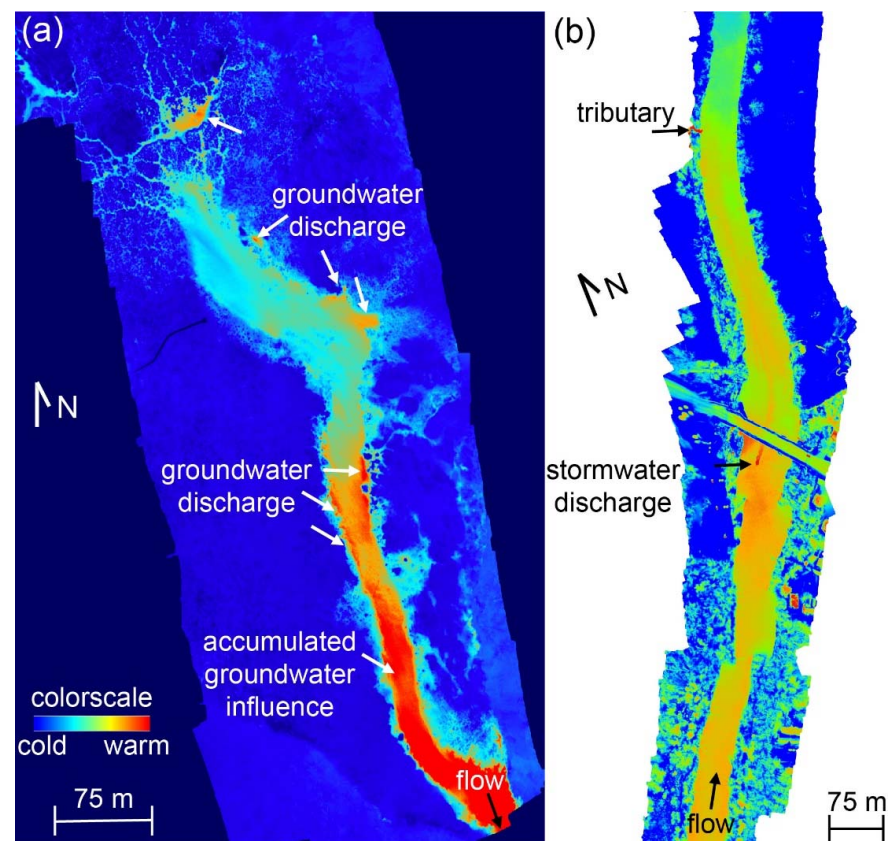 (a)
groundwater
discharge
N
groundwater
discharge
accumulated
groundwater
influence
colorscale
cold warm
75 m
flow
(b)
tributary
N
stormwater
discharge
flow
75 m